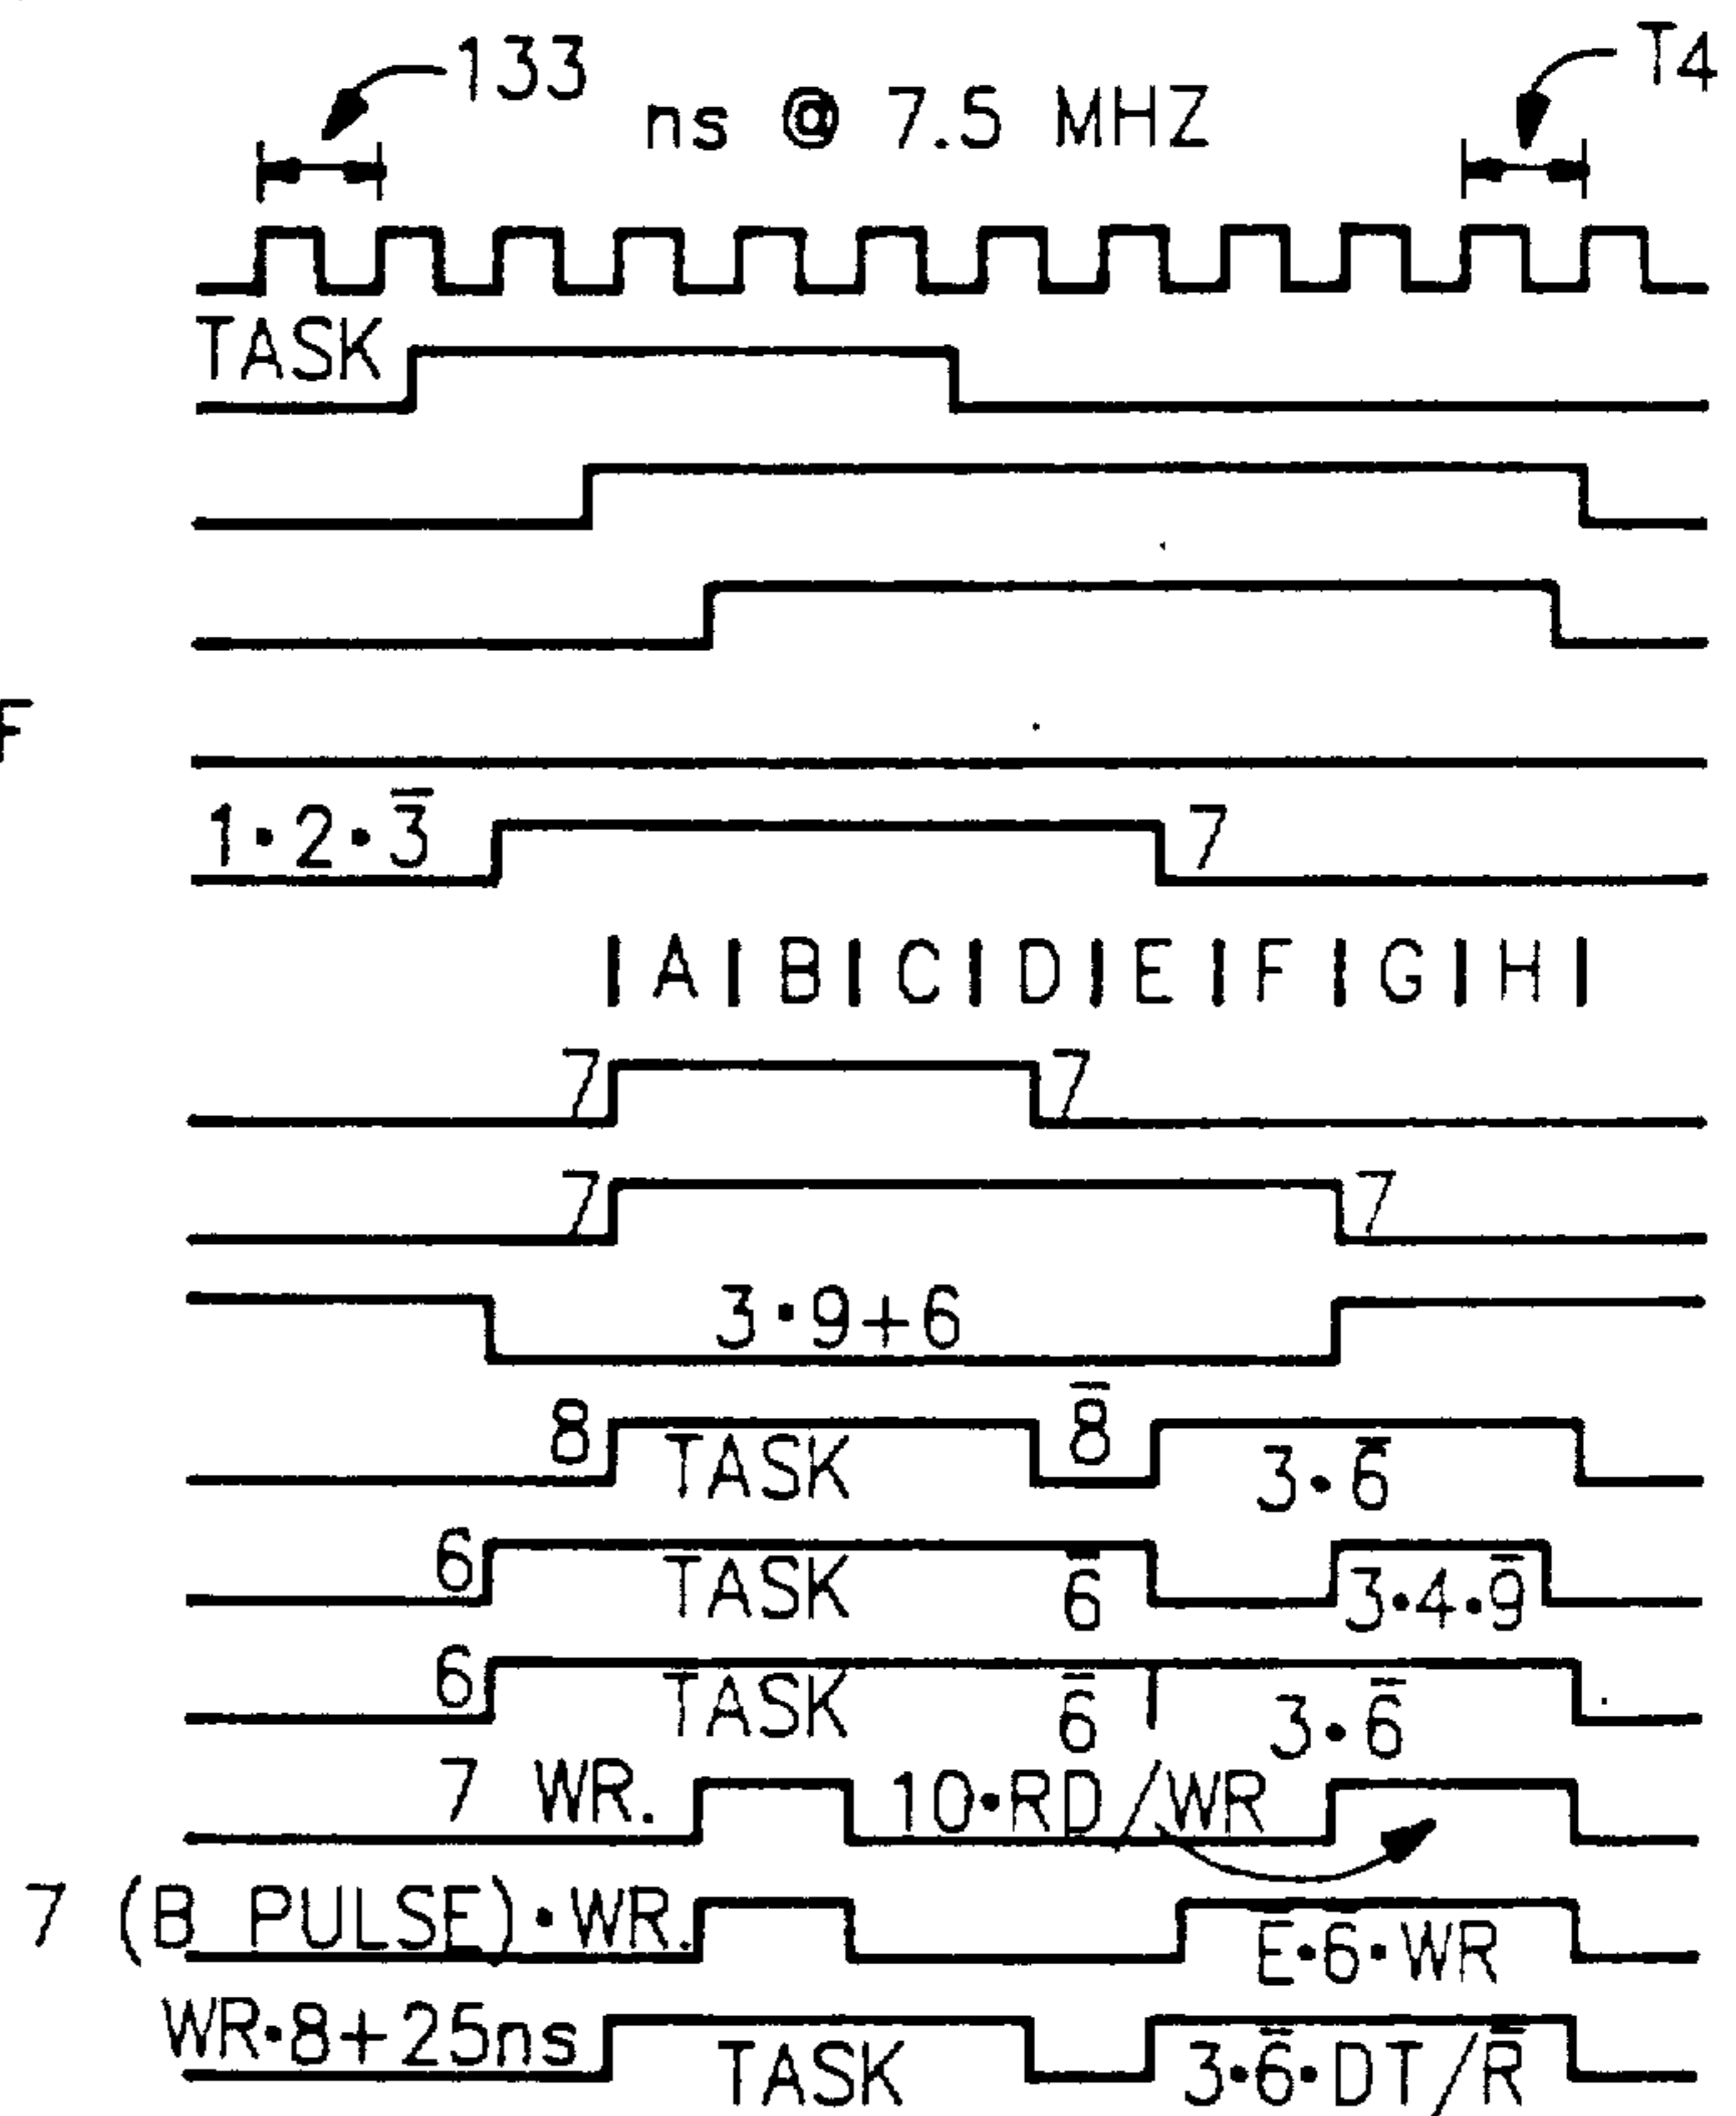 133 ns @ 7.5 MHZ T4
TASK
F
1•2•3̅ 7
A B C D E F G H
7 7
7 7
3•9+6
8 TASK 8̅ 3•6̅
6 TASK 6̅ 3•4•9̅
6 TASK 6̅ 3•6̅
7 WR. 10•RD/WR
7 (B PULSE)•WR. E•6•WR
WR•8+25ns TASK 3•6̅•DT/R̅